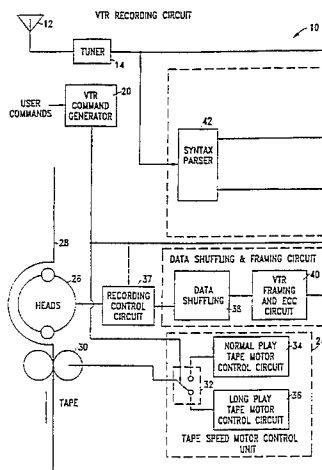 VTR RECORDING CIRCUIT
12
10
TUNER
14
20
USER
COMMANDS
VTR
COMMAND
GENERATOR
42
SYNTAX
PARSER
28
26
HEADS
37
RECORDING
CONTROL
CIRCUIT
DATA SHUFFLING & FRAMING CIRCUIT
DATA
SHUFFLING
38
40
VTR
FRAMING
AND ECC
CIRCUIT
30
TAPE
32
NORMAL PLAY
TAPE MOTOR
CONTROL CIRCUIT
34
2
LONG PLAY
TAPE MOTOR
CONTROL CIRCUIT
36
TAPE SPEED MOTOR CONTROL
UNIT